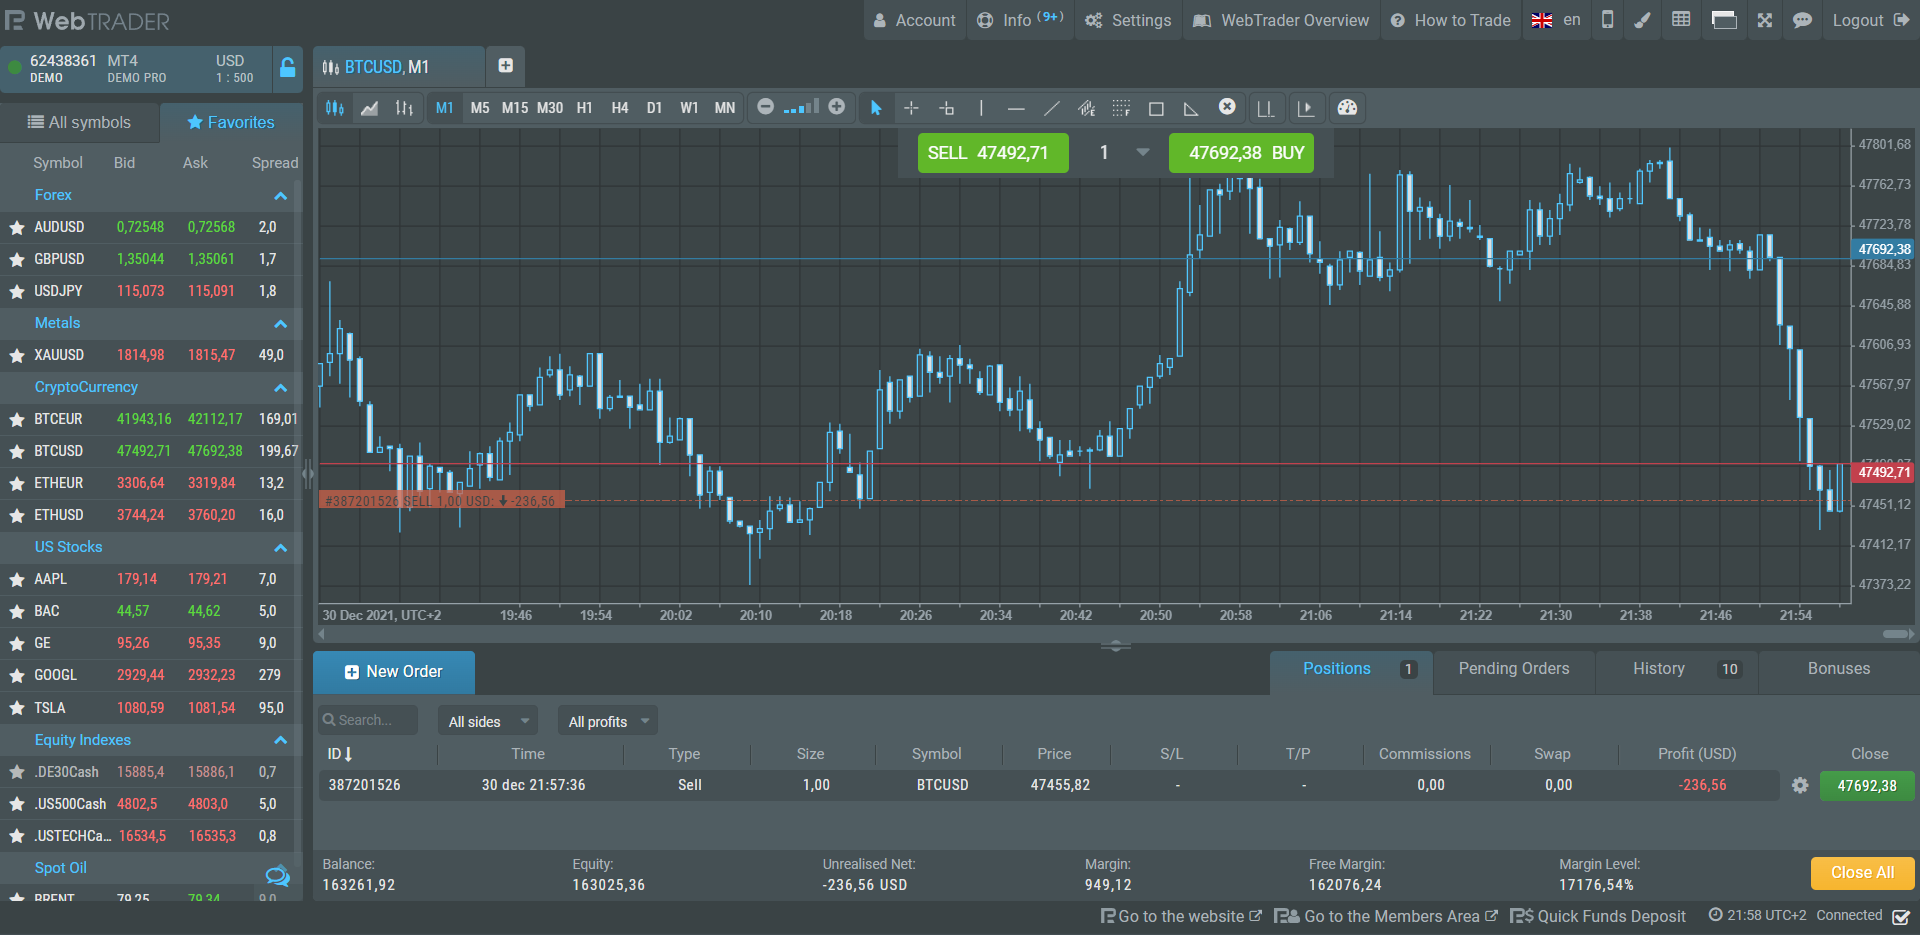 WebTRADER
Account
Info (9+)
Settings
WebTrader Overview
How to Trade
en
Logout
62438361 MT4 USD
DEMO DEMO PRO 1 : 500
BTCUSD, M1
All symbols
Favorites
M1 M5 M15 M30 H1 H4 D1 W1 MN
SELL 47492,71
1
47692,38 BUY
Symbol Bid Ask Spread
Forex
AUDUSD 0,72548 0,72568 2,0
GBPUSD 1,35044 1,35061 1,7
USDJPY 115,073 115,091 1,8
Metals
XAUUSD 1814,98 1815,47 49,0
CryptoCurrency
BTCEUR 41943,16 42112,17 169,01
BTCUSD 47492,71 47692,38 199,67
ETHEUR 3306,64 3319,84 13,2
ETHUSD 3744,24 3760,20 16,0
US Stocks
AAPL 179,14 179,21 7,0
BAC 44,57 44,62 5,0
GE 95,26 95,35 9,0
GOOGL 2929,44 2932,23 279
TSLA 1080,59 1081,54 95,0
Equity Indexes
.DE30Cash 15885,4 15886,1 0,7
.US500Cash 4802,5 4803,0 5,0
.USTECHCa... 16534,5 16535,3 0,8
Spot Oil
BRENT 79,25 79,34 9,0
47801,68
47762,73
47723,78
47692,38
47684,83
47645,88
47606,93
47567,97
47529,02
47492,71
47451,12
47412,17
47373,22
#387201526 SELL 1,00 USD: -236,56
30 Dec 2021, UTC+2 19:46 19:54 20:02 20:10 20:18 20:26 20:34 20:42 20:50 20:58 21:06 21:14 21:22 21:30 21:38 21:46 21:54
New Order
Positions 1
Pending Orders
History 10
Bonuses
Search...
All sides
All profits
ID Time Type Size Symbol Price S/L T/P Commissions Swap Profit (USD) Close
387201526 30 dec 21:57:36 Sell 1,00 BTCUSD 47455,82 - - 0,00 0,00 -236,56 47692,38
Balance: Equity: Unrealised Net: Margin: Free Margin: Margin Level:
163261,92 163025,36 -236,56 USD 949,12 162076,24 17176,54%
Close All
Go to the website
Go to the Members Area
Quick Funds Deposit
21:58 UTC+2
Connected